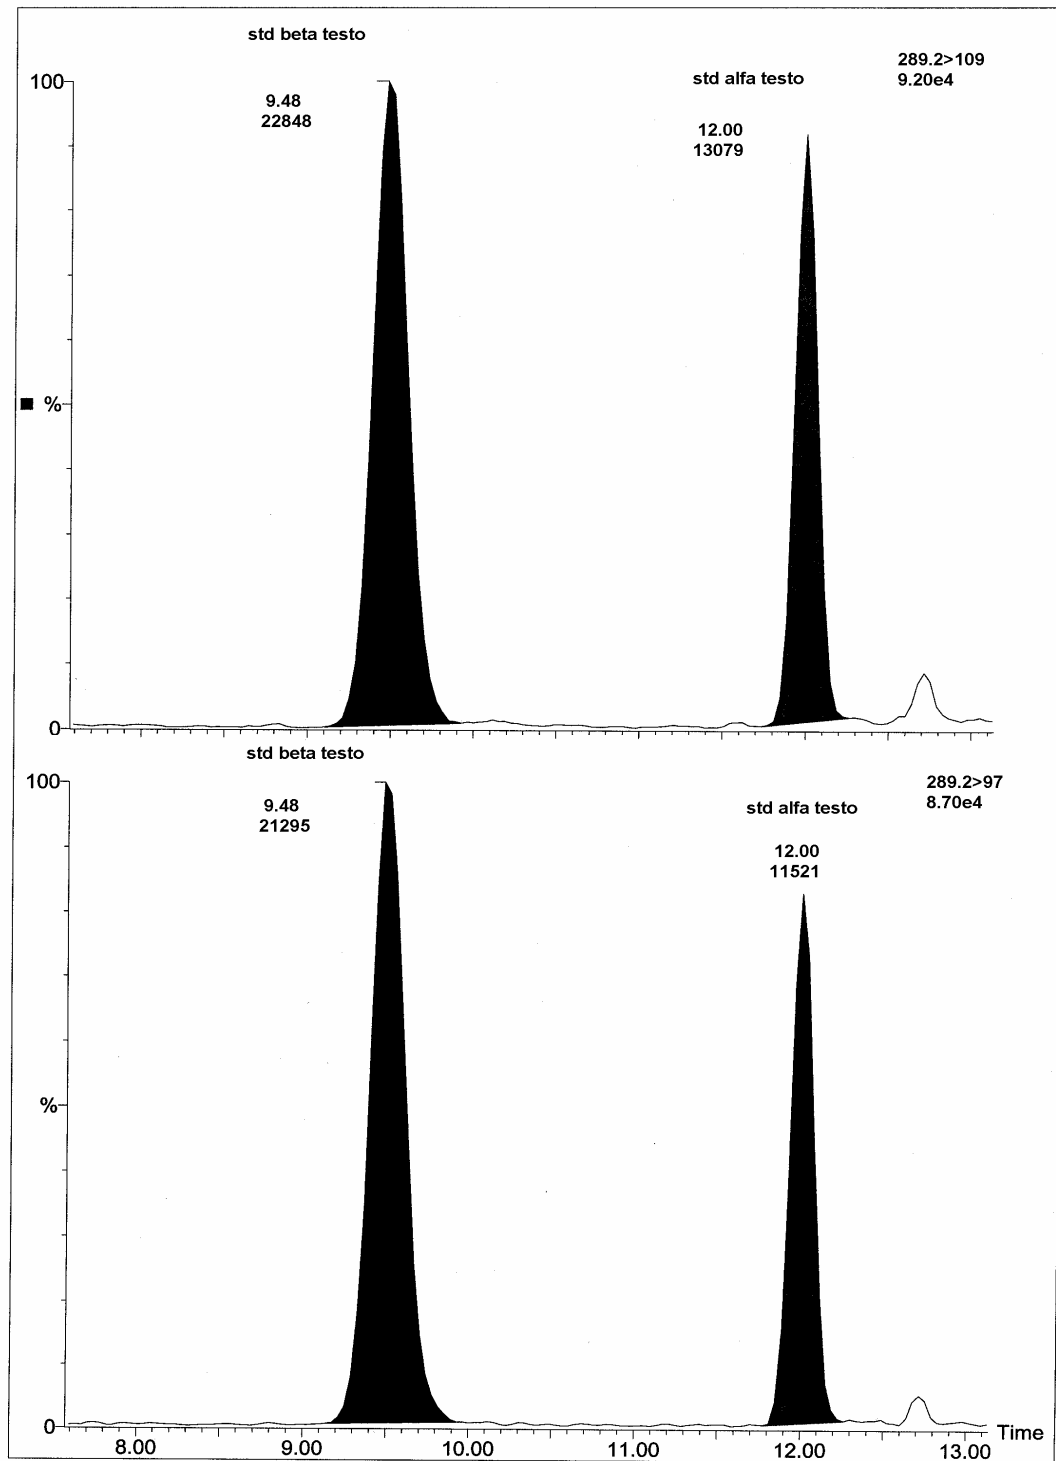 std beta testo
289.2>109
9.20e4
std alfa testo
100
9.48
22848
12.00
13079
%
0
std beta testo
289.2>97
8.70e4
100
std alfa testo
9.48
21295
12.00
11521
%
0
Time
8.00 9.00 10.00 11.00 12.00 13.00